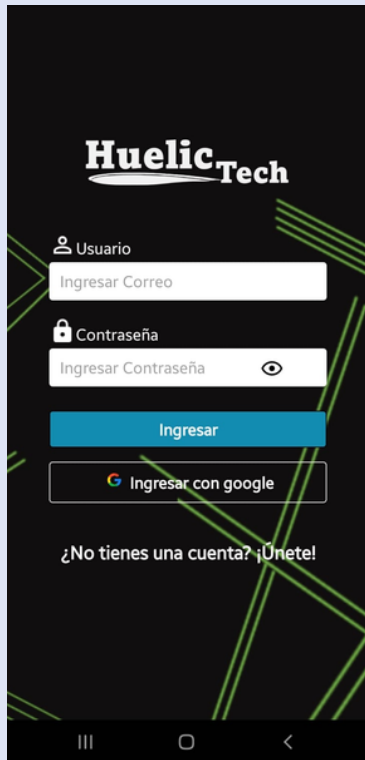 HuelicTech
Usuario
Ingresar Correo
Contraseña
Ingresar Contraseña
Ingresar
G Ingresar con google
¿No tienes una cuenta? ¡Únete!